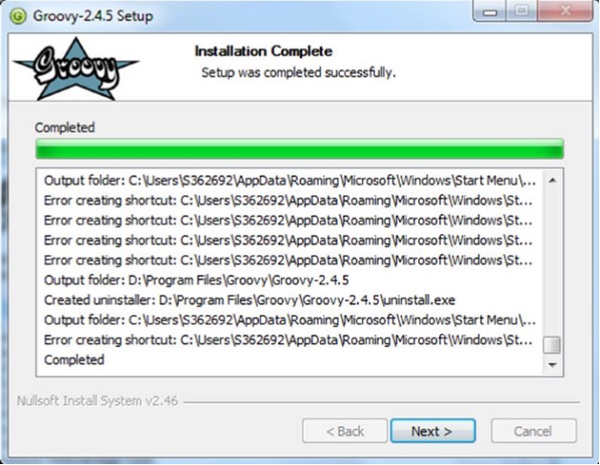 Groovy-2.4.5 Setup
Groovy
Installation Complete
Setup was completed successfully.
Completed
Output folder: C:\Users\S362692\AppData\Roaming\Microsoft\Windows\Start Menu\...
Error creating shortcut: C:\Users\S362692\AppData\Roaming\Microsoft\Windows\St...
Error creating shortcut: C:\Users\S362692\AppData\Roaming\Microsoft\Windows\St...
Error creating shortcut: C:\Users\S362692\AppData\Roaming\Microsoft\Windows\St...
Error creating shortcut: C:\Users\S362692\AppData\Roaming\Microsoft\Windows\St...
Output folder: D:\Program Files\Groovy\Groovy-2.4.5
Created uninstaller: D:\Program Files\Groovy\Groovy-2.4.5\uninstall.exe
Output folder: C:\Users\S362692\AppData\Roaming\Microsoft\Windows\Start Menu\...
Error creating shortcut: C:\Users\S362692\AppData\Roaming\Microsoft\Windows\St...
Completed
Nullsoft Install System v2.46
< Back Next > Cancel